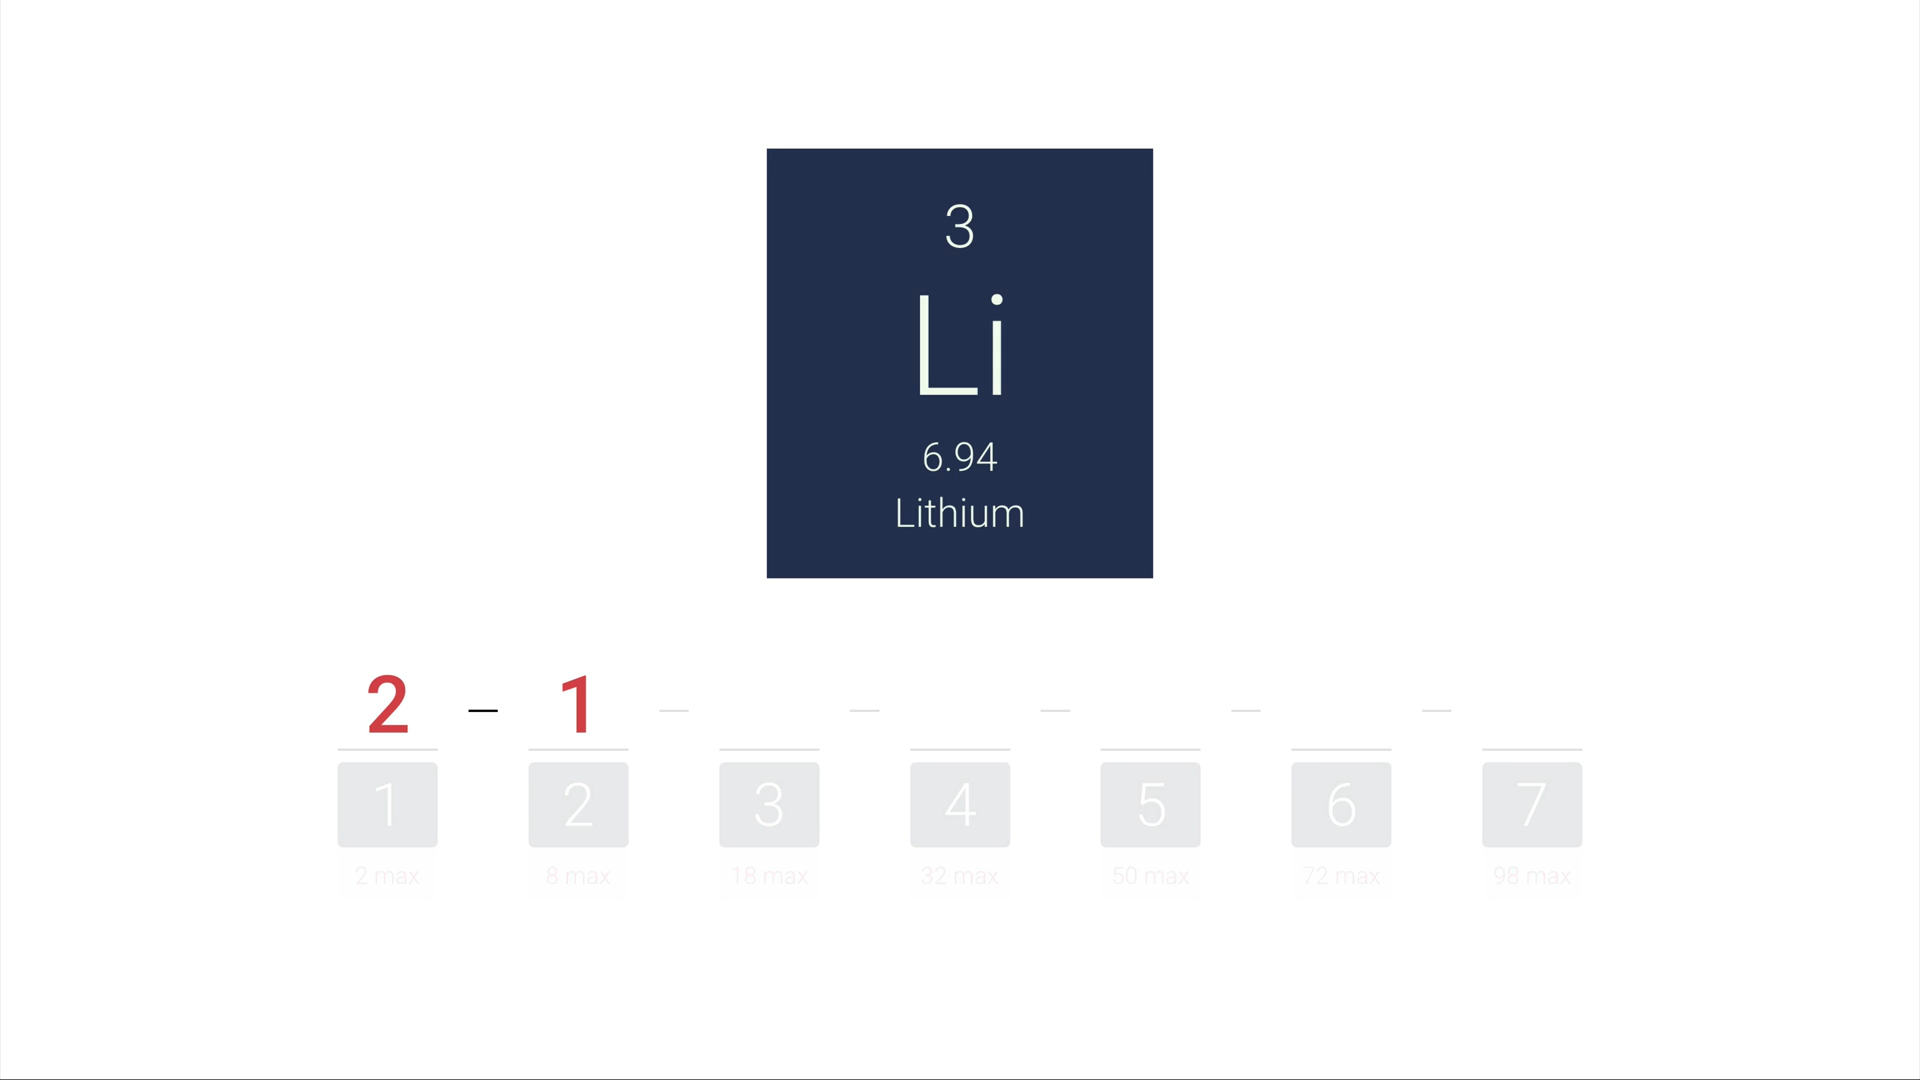 3
Li
6.94
Lithium
2 – 1 – – – – –
1 2 3 4 5 6 7
2 max 8 max 18 max 32 max 50 max 72 max 98 max